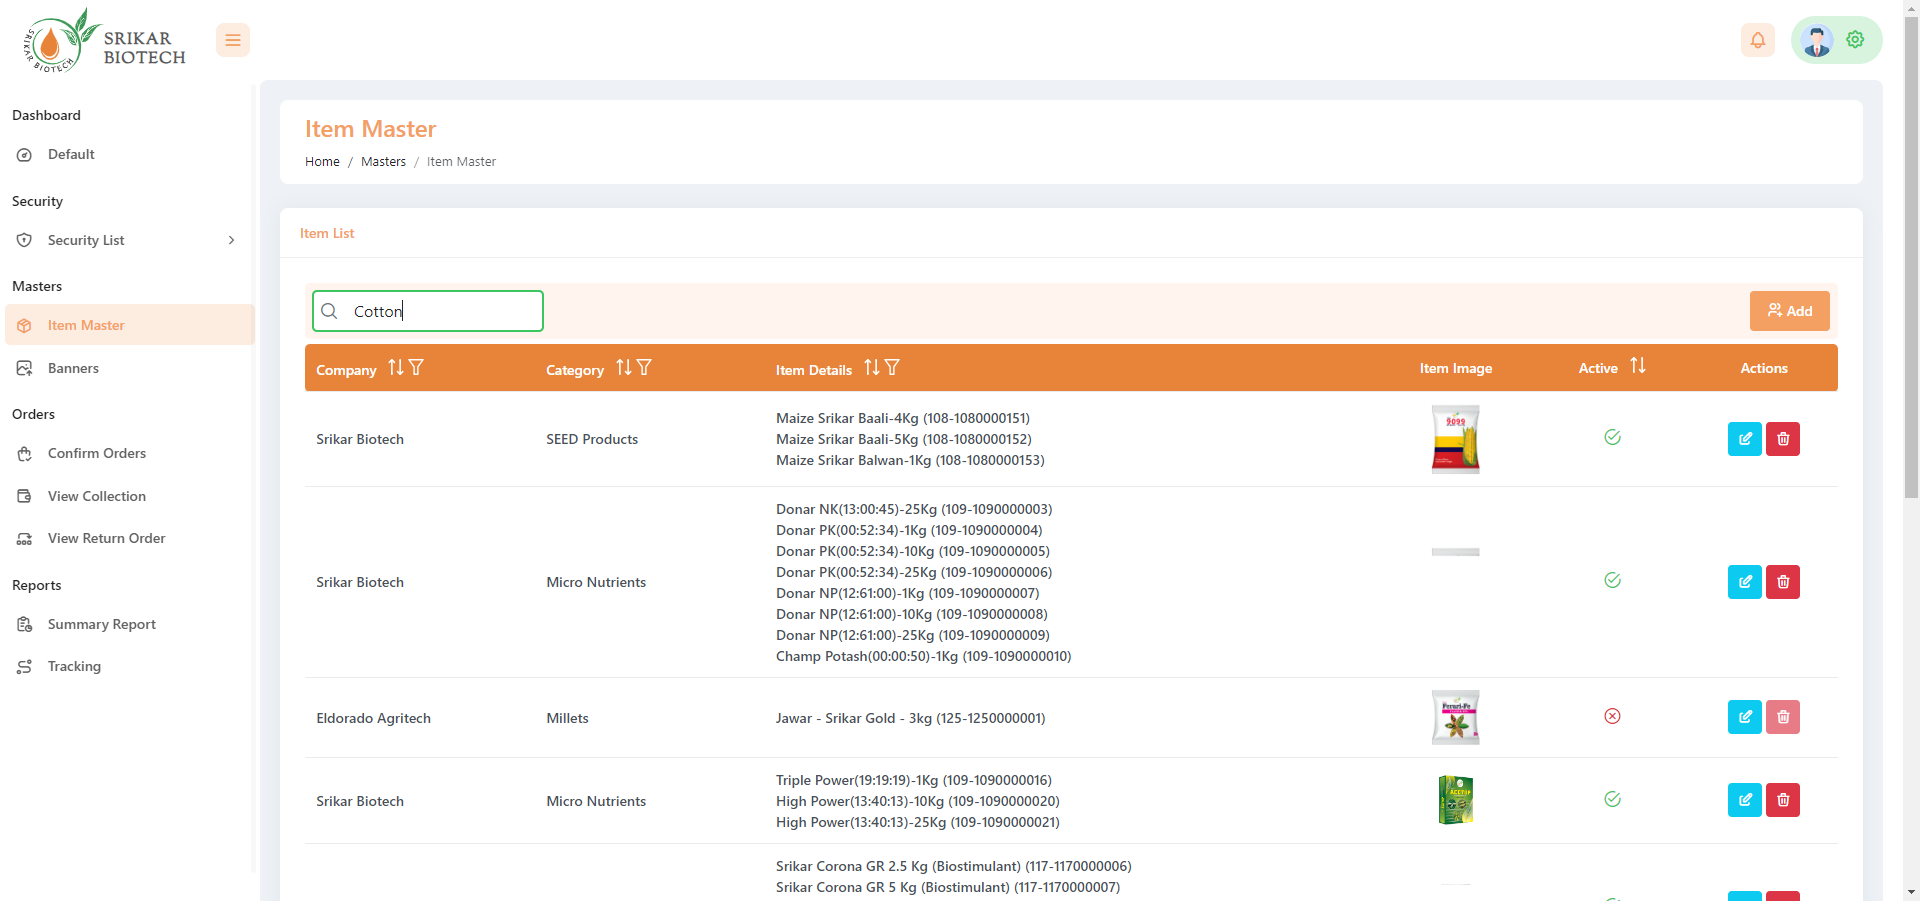 SRIKAR BIOTECH
SRIKAR
BIOTECH
Dashboard
Default
Security
Security List
Masters
Item Master
Banners
Orders
Confirm Orders
View Collection
View Return Order
Reports
Summary Report
Tracking
Item Master
Home / Masters / Item Master
Item List
Cotton
Add
Company Category Item Details Item Image Active Actions
Maize Srikar Baali-4Kg (108-1080000151)
Srikar Biotech SEED Products Maize Srikar Baali-5Kg (108-1080000152)
Maize Srikar Balwan-1Kg (108-1080000153)
9099
Donar NK(13:00:45)-25Kg (109-1090000003)
Donar PK(00:52:34)-1Kg (109-1090000004)
Donar PK(00:52:34)-10Kg (109-1090000005)
Srikar Biotech Micro Nutrients Donar PK(00:52:34)-25Kg (109-1090000006)
Donar NP(12:61:00)-1Kg (109-1090000007)
Donar NP(12:61:00)-10Kg (109-1090000008)
Donar NP(12:61:00)-25Kg (109-1090000009)
Champ Potash(00:00:50)-1Kg (109-1090000010)
Eldorado Agritech Millets Jawar - Srikar Gold - 3kg (125-1250000001)
Triple Power(19:19:19)-1Kg (109-1090000016)
Srikar Biotech Micro Nutrients High Power(13:40:13)-10Kg (109-1090000020)
High Power(13:40:13)-25Kg (109-1090000021)
Srikar Corona GR 2.5 Kg (Biostimulant) (117-1170000006)
Srikar Corona GR 5 Kg (Biostimulant) (117-1170000007)